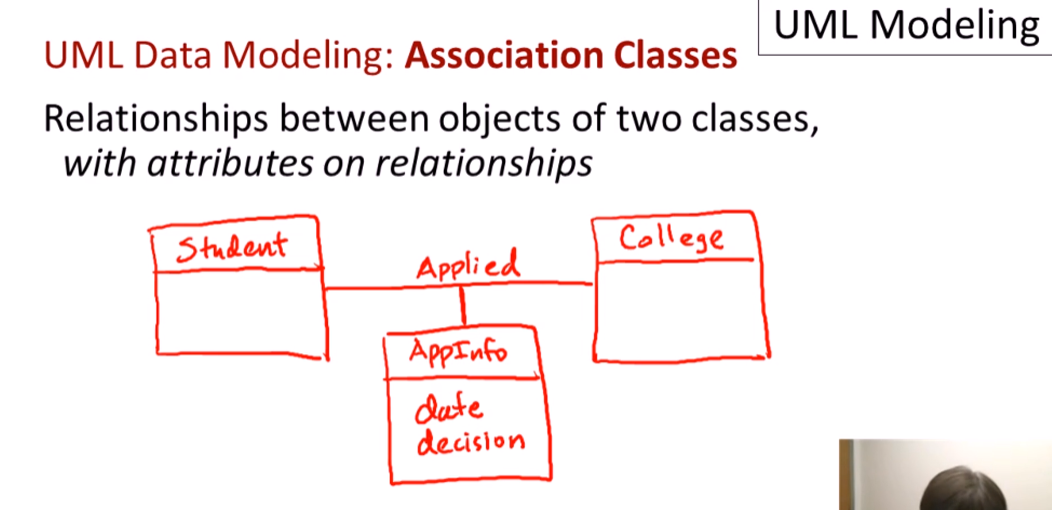 UML Modeling
UML Data Modeling: Association Classes
Relationships between objects of two classes,
with attributes on relationships
Student
College
Applied
AppInfo
date
decision